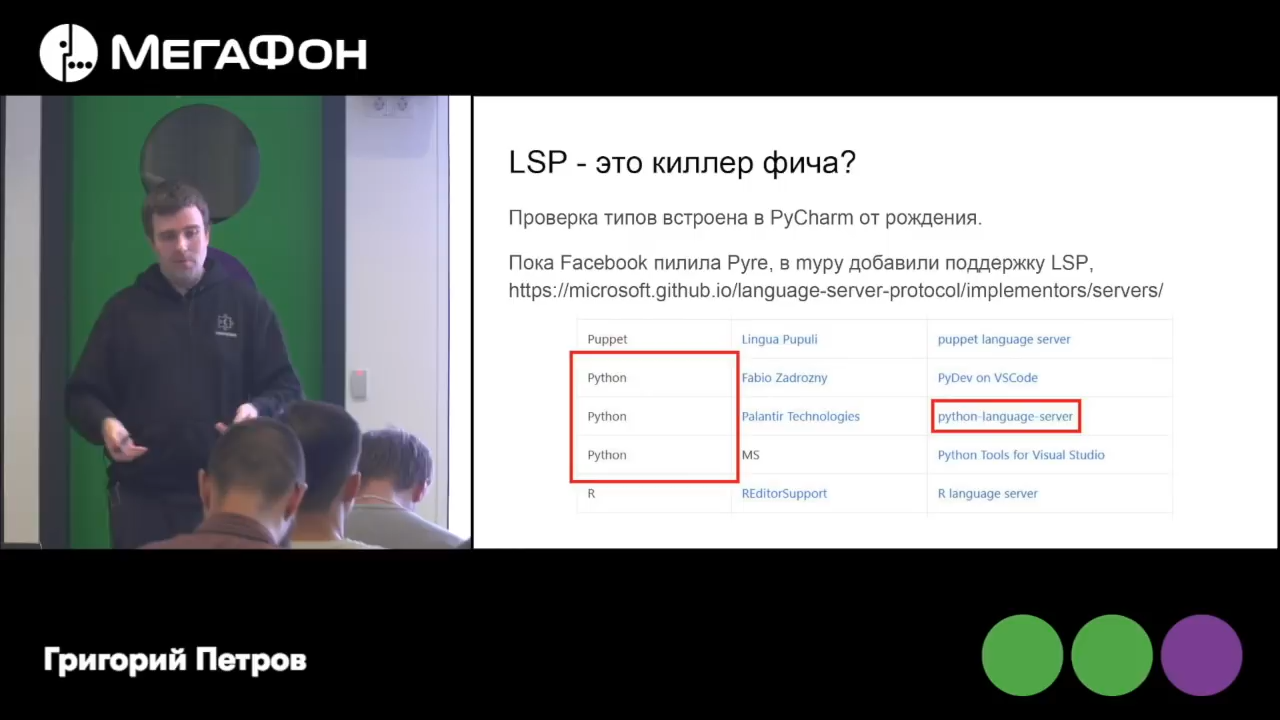 МегаФон
LSP - это киллер фича?
Проверка типов встроена в PyCharm от рождения.
Пока Facebook пилила Pyre, в mypy добавили поддержку LSP,
https://microsoft.github.io/language-server-protocol/implementors/servers/
Puppet Lingua Pupuli puppet language server
Python Fabio Zadrozny PyDev on VSCode
Python Palantir Technologies python-language-server
Python MS Python Tools for Visual Studio
R REditorSupport R language server
Григорий Петров